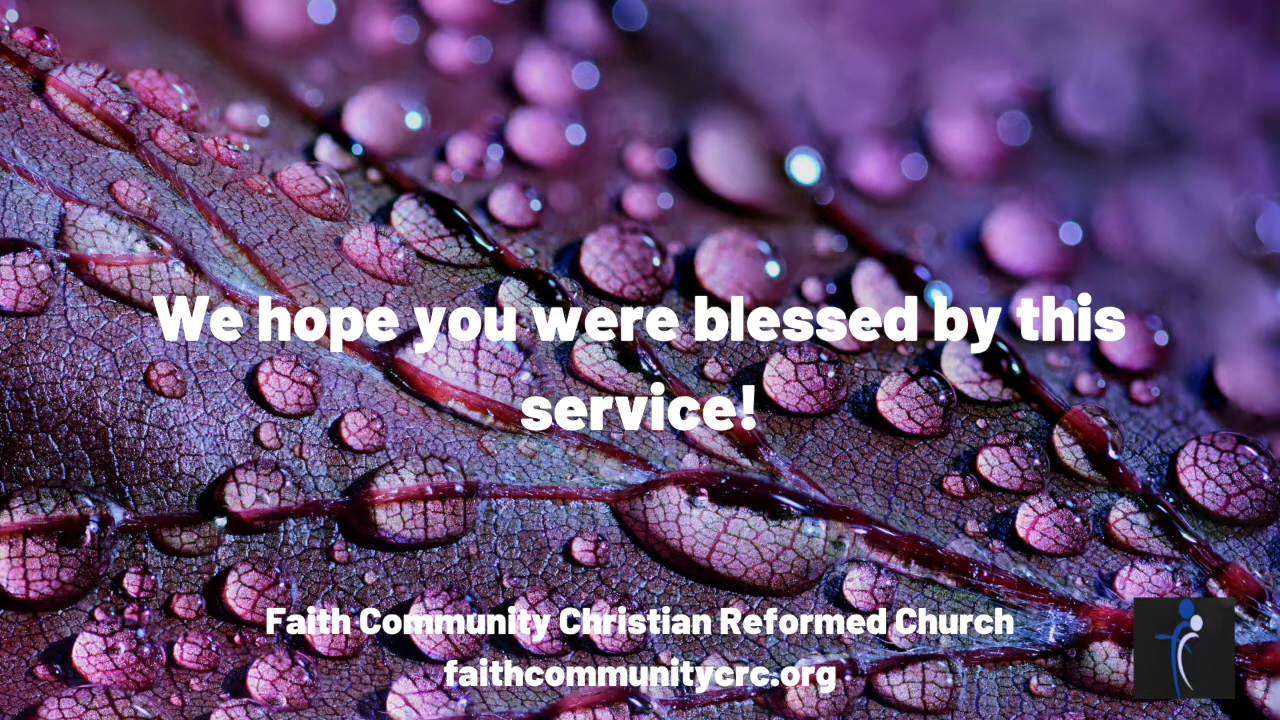 We hope you were blessed by this
service!
Faith Community Christian Reformed Church
faithcommunitycrc.org